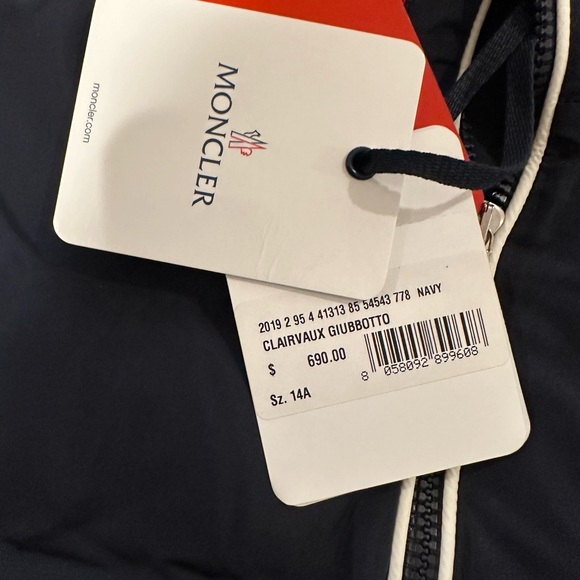 moncler.com
MONCLER
2019 2 95 4 41313 85 54543 778 NAVY
CLAIRVAUX GIUBBOTTO
$ 690.00
8 058092 899608
Sz. 14A